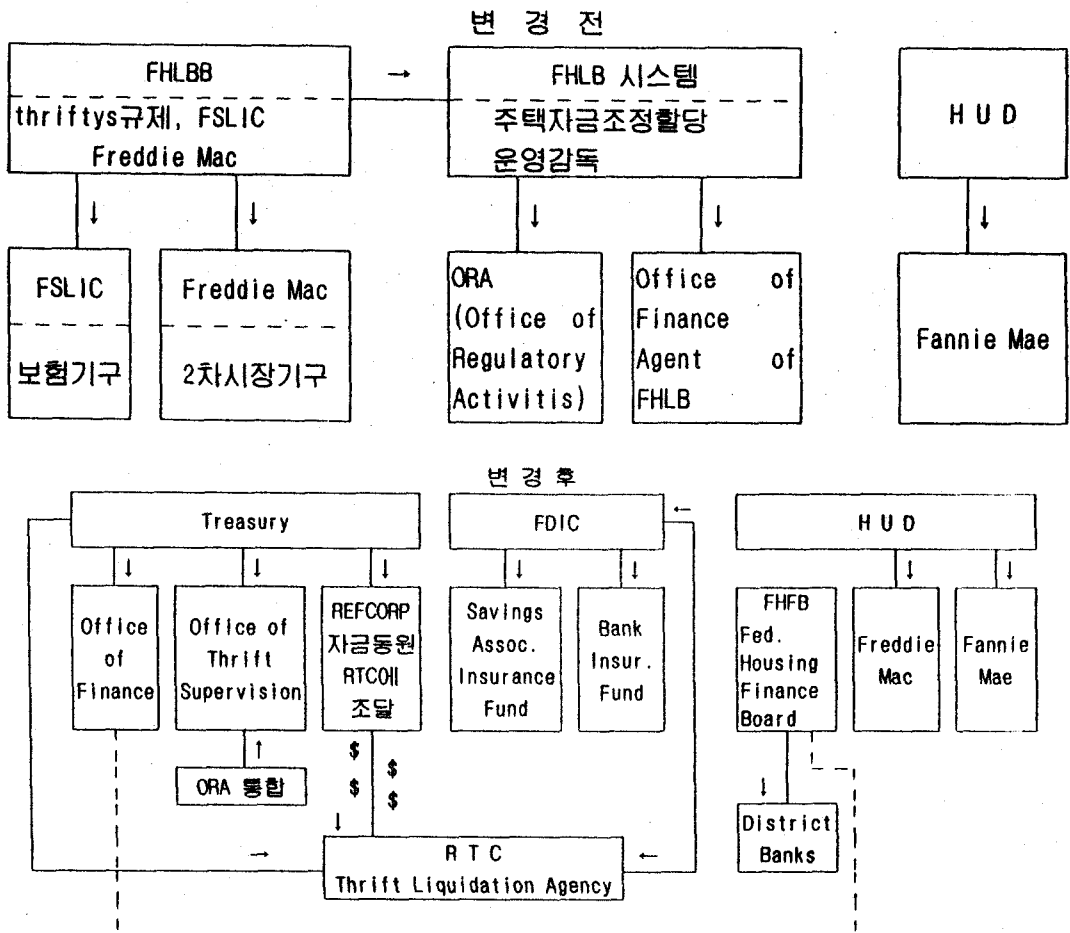 변 경 전
FHLBB
thriftys규제, FSLIC
Freddie Mac
→
FHLB 시스템
주택자금조정할당
운영감독
H U D
↓
↓
↓
↓
↓
FSLIC
보험기구
Freddie Mac
2차시장기구
ORA
(Office of
Regulatory
Activitis)
Office of
Finance
Agent of
FHLB
Fannie Mae
변 경 후
Treasury
FDIC
←
H U D
↓
↓
↓
↓
↓
↓
↓
Office
of
Finance
Office of
Thrift
Supervision
REFCORP
자금동원
RTC에
조달
Savings
Assoc.
Insurance
Fund
Bank
Insur.
Fund
FHFB
Fed.
Housing
Finance
Board
Freddie
Mac
Fannie
Mae
↑
ORA 통합
$ $
$ $
↓
↓
District
Banks
→
R T C
Thrift Liquidation Agency
←